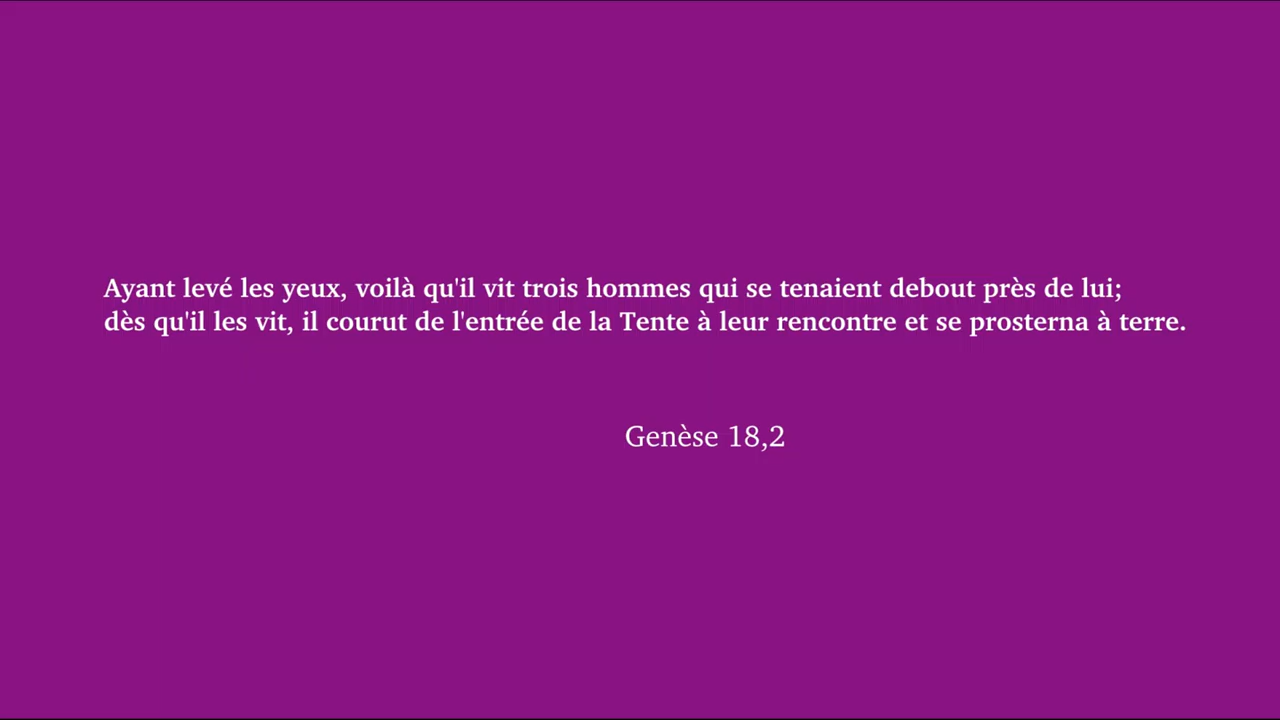 Ayant levé les yeux, voilà qu'il vit trois hommes qui se tenaient debout près de lui;
dès qu'il les vit, il courut de l'entrée de la Tente à leur rencontre et se prosterna à terre.
Genèse 18,2